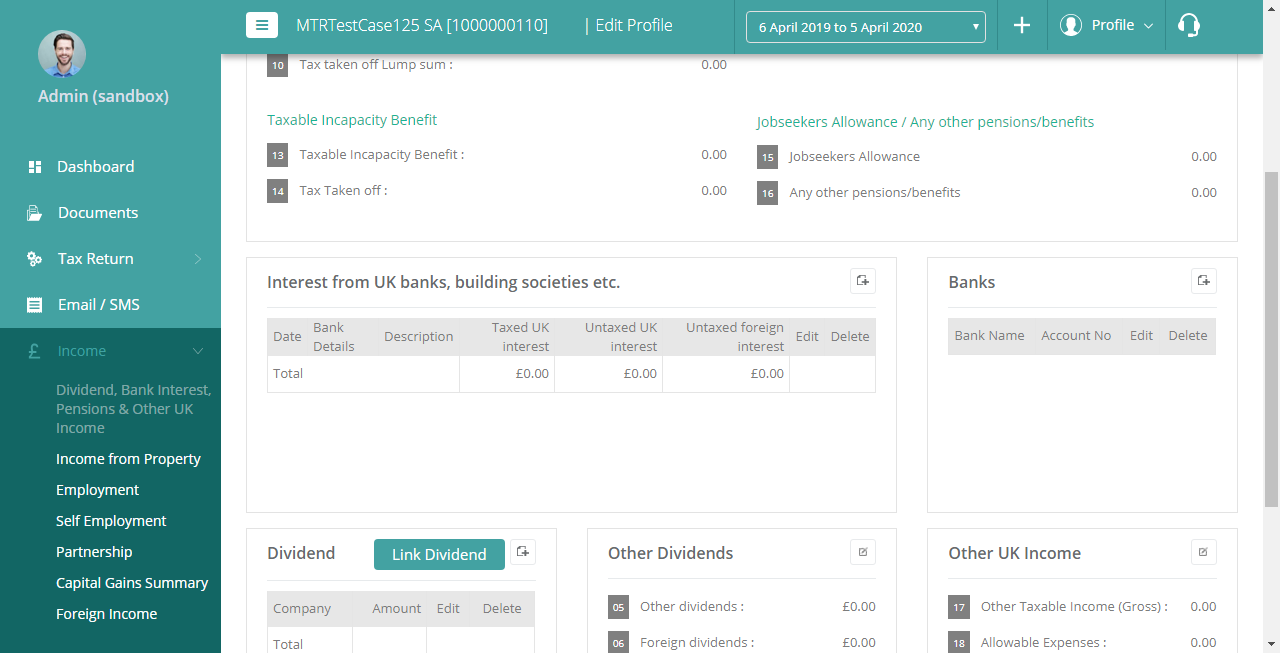 MTRTestCase125 SA [1000000110] | Edit Profile
6 April 2019 to 5 April 2020
Profile
Admin (sandbox)
Dashboard
Documents
Tax Return
Email / SMS
£ Income
Dividend, Bank Interest,
Pensions & Other UK
Income
Income from Property
Employment
Self Employment
Partnership
Capital Gains Summary
Foreign Income
10 Tax taken off Lump sum : 0.00
Taxable Incapacity Benefit
13 Taxable Incapacity Benefit : 0.00
14 Tax Taken off : 0.00
Jobseekers Allowance / Any other pensions/benefits
15 Jobseekers Allowance 0.00
16 Any other pensions/benefits 0.00
Interest from UK banks, building societies etc.
Date Bank Details Description Taxed UK interest Untaxed UK interest Untaxed foreign interest Edit Delete
Total £0.00 £0.00 £0.00
Banks
Bank Name Account No Edit Delete
Dividend Link Dividend
Company Amount Edit Delete
Total
Other Dividends
05 Other dividends : £0.00
06 Foreign dividends : £0.00
Other UK Income
17 Other Taxable Income (Gross) : 0.00
18 Allowable Expenses : 0.00